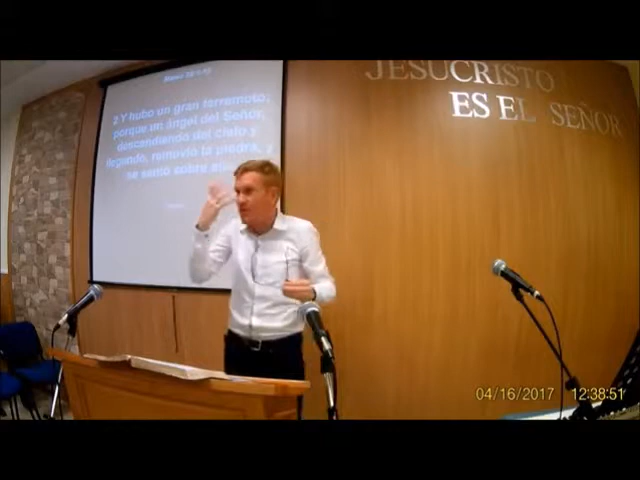 2 Y hubo un gran terremoto,
porque un ángel del Señor,
descendiendo del cielo y
llegando, removió la piedra, y
se sentó sobre
JESUCRISTO
ES EL SEÑOR
04/16/2017 12:38:51